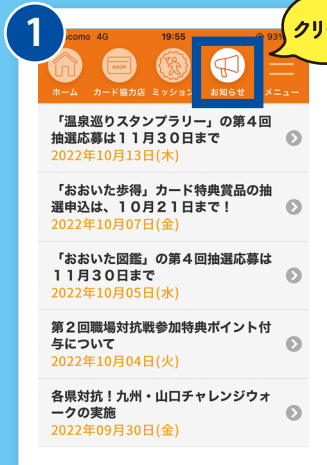 1
docomo 4G 19:55 93%
クリ
SHOP
ホーム カード協力店 ミッション お知らせ メニュー
「温泉巡りスタンプラリー」の第4回
抽選応募は11月30日まで
2022年10月13日(木)
「おおいた歩得」カード特典賞品の抽
選申込は、10月21日まで!
2022年10月07日(金)
「おおいた図鑑」の第4回抽選応募は
11月30日まで
2022年10月05日(水)
第2回職場対抗戦参加特典ポイント付
与について
2022年10月04日(火)
各県対抗!九州・山口チャレンジウォ
ークの実施
2022年09月30日(金)